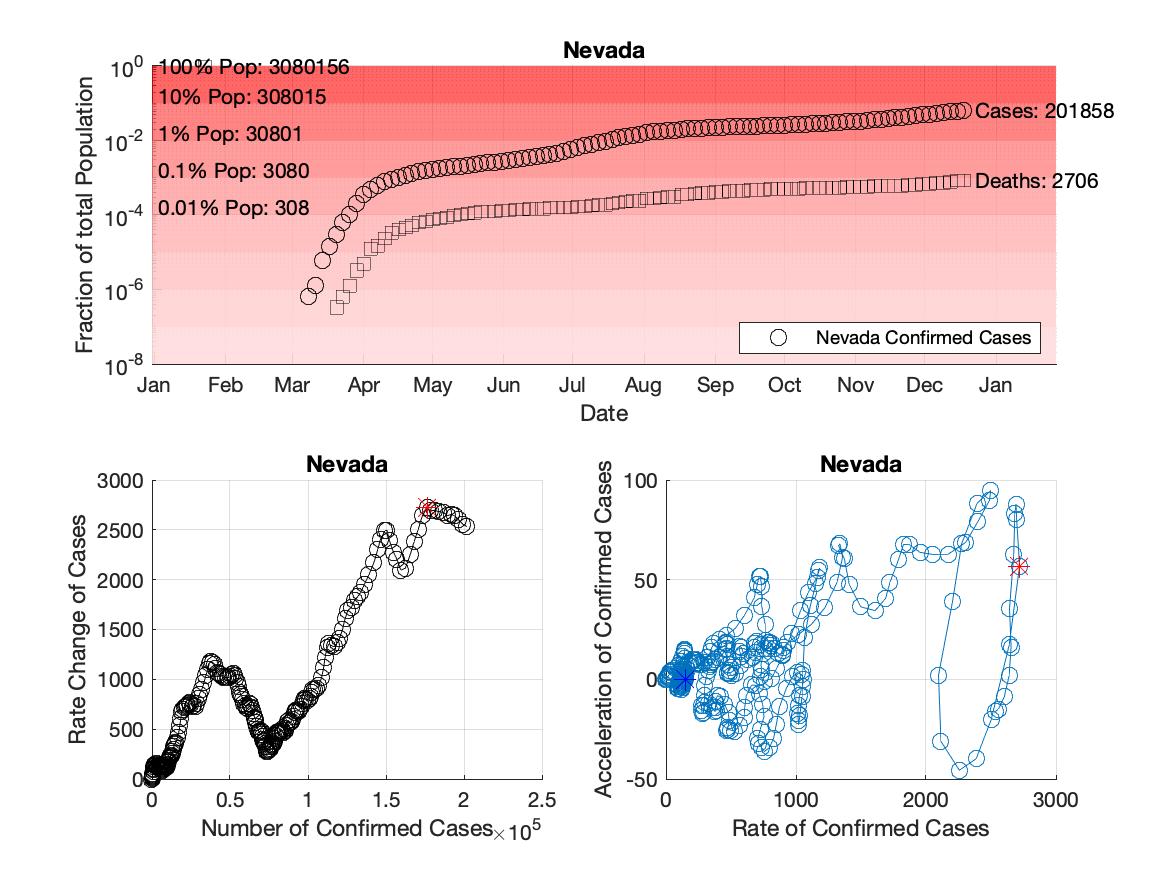 Nevada
10^0
10^-2
10^-4
10^-6
10^-8
Fraction of total Population
100% Pop: 3080156
10% Pop: 308015
1% Pop: 30801
0.1% Pop: 3080
0.01% Pop: 308
Cases: 201858
Deaths: 2706
Nevada Confirmed Cases
Jan Feb Mar Apr May Jun Jul Aug Sep Oct Nov Dec Jan
Date
Nevada
3000
2500
2000
1500
1000
500
0
Rate Change of Cases
0 0.5 1 1.5 2 2.5
Number of Confirmed Cases ×10^5
Nevada
100
50
0
-50
Acceleration of Confirmed Cases
0 1000 2000 3000
Rate of Confirmed Cases